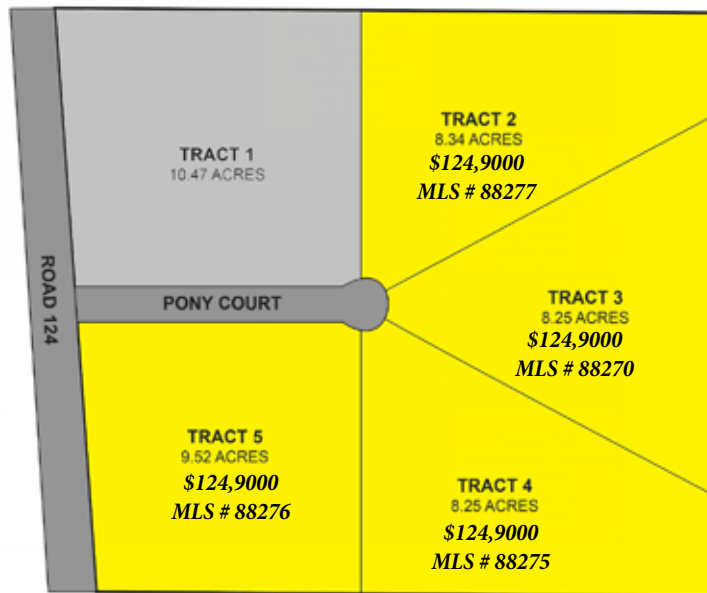 TRACT 1
10.47 ACRES
TRACT 2
8.34 ACRES
$124,9000
MLS # 88277
ROAD 124
PONY COURT
TRACT 3
8.25 ACRES
$124,9000
MLS # 88270
TRACT 5
9.52 ACRES
$124,9000
MLS # 88276
TRACT 4
8.25 ACRES
$124,9000
MLS # 88275